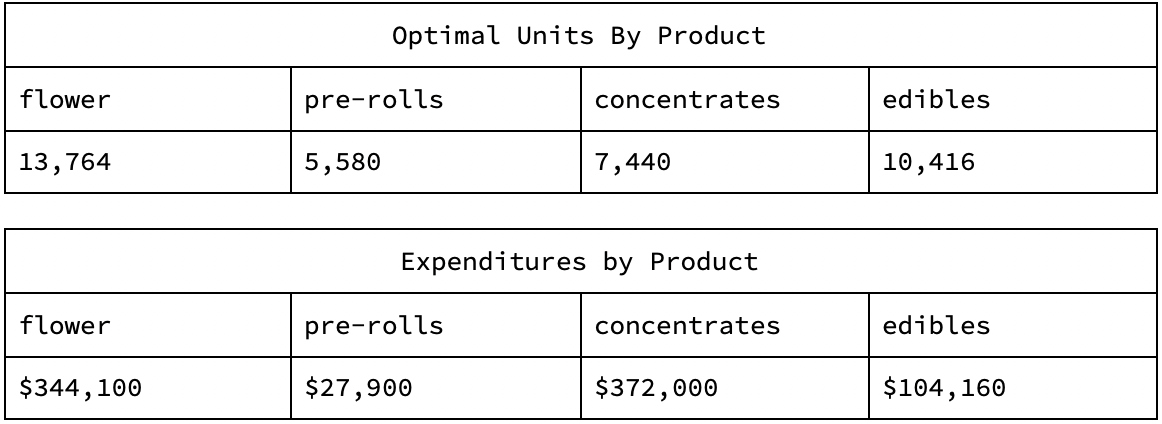 Optimal Units By Product
flower pre-rolls concentrates edibles
13,764 5,580 7,440 10,416
Expenditures by Product
flower pre-rolls concentrates edibles
$344,100 $27,900 $372,000 $104,160